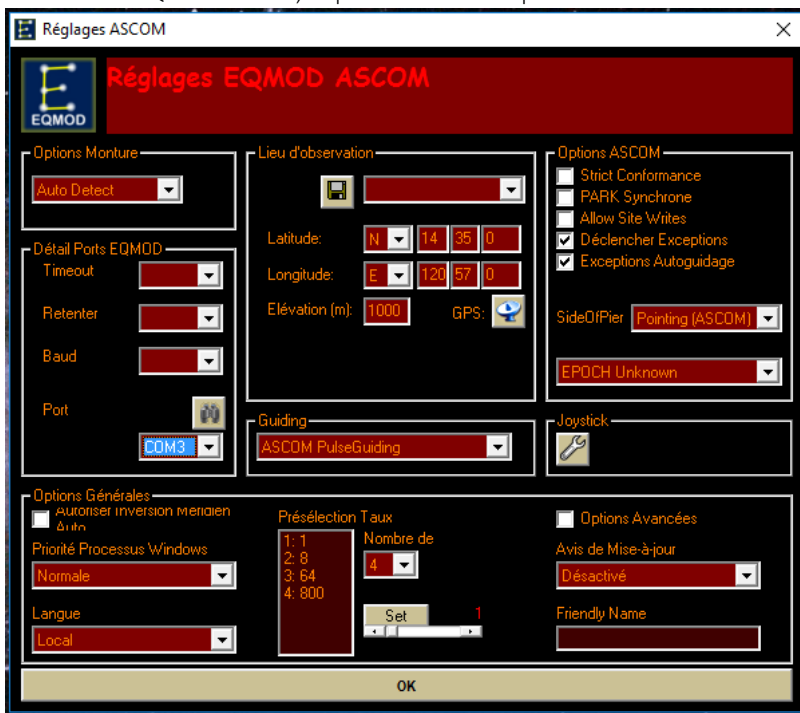 Réglages ASCOM
EQMOD
Réglages EQMOD ASCOM
Options Monture
Auto Detect
Détail Ports EQMOD
Timeout
Retenter
Baud
Port
COM3
Lieu d'observation
Latitude: N 14 35 0
Longitude: E 120 57 0
Elévation (m): 1000 GPS:
Guiding
ASCOM PulseGuiding
Options ASCOM
Strict Conformance
PARK Synchrone
Allow Site Writes
Déclencher Exceptions
Exceptions Autoguidage
SideOfPier Pointing (ASCOM)
EPOCH Unknown
Joystick
Options Générales
Autoriser Inversion Méridien
Auto
Priorité Processus Windows
Normale
Langue
Local
Présélection Taux
1: 1
2: 8
3: 64
4: 800
Nombre de
4
Set 1
Options Avancées
Avis de Mise-à-jour
Désactivé
Friendly Name
OK